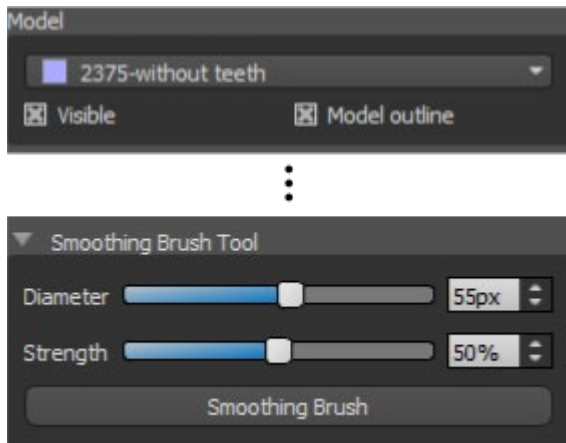 Model
2375-without teeth
Visible Model outline
Smoothing Brush Tool
Diameter 55px
Strength 50%
Smoothing Brush